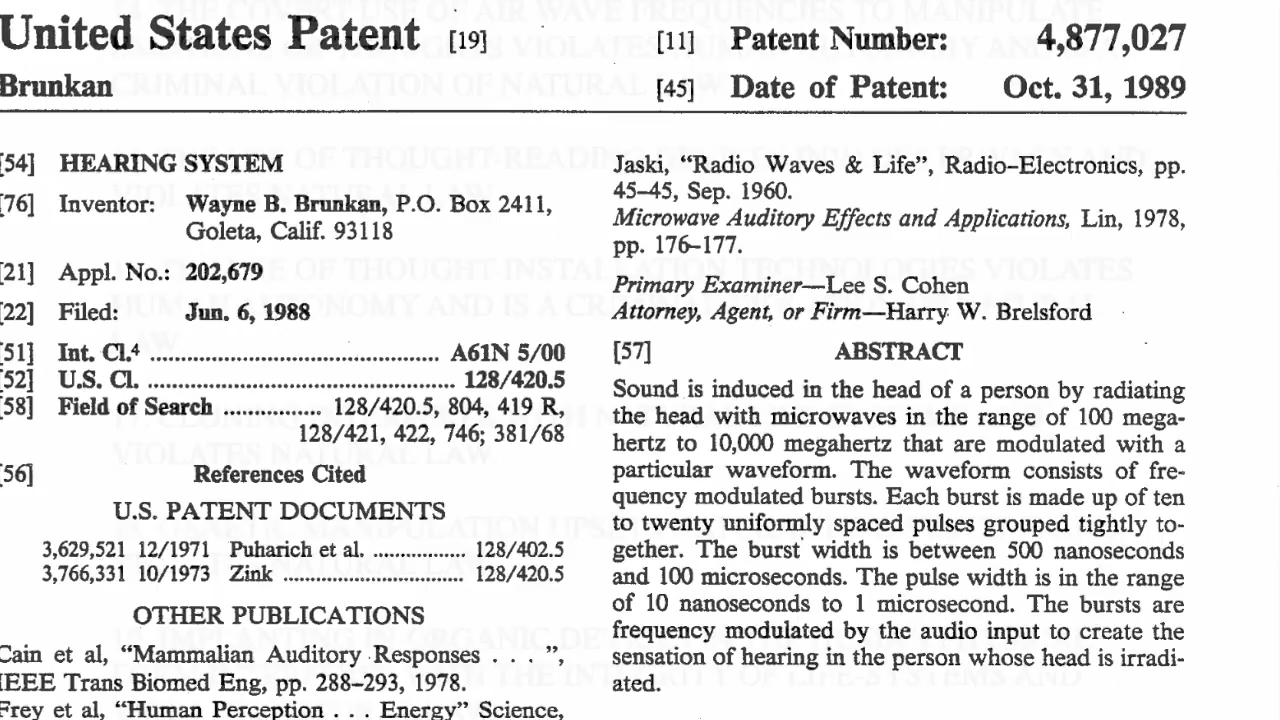 United States Patent [19]
Brunkan
[11] Patent Number: 4,877,027
[45] Date of Patent: Oct. 31, 1989
[54] HEARING SYSTEM
[76] Inventor: Wayne B. Brunkan, P.O. Box 2411,
Goleta, Calif. 93118
[21] Appl. No.: 202,679
[22] Filed: Jun. 6, 1988
[51] Int. Cl.⁴ ........................................ A61N 5/00
[52] U.S. Cl. ............................................... 128/420.5
[58] Field of Search ............... 128/420.5, 804, 419 R,
128/421, 422, 746; 381/68
[56] References Cited
U.S. PATENT DOCUMENTS
3,629,521 12/1971 Puharich et al. ............... 128/402.5
3,766,331 10/1973 Zink ............................. 128/420.5
OTHER PUBLICATIONS
Cain et al, “Mammalian Auditory Responses . . . ”,
IEEE Trans Biomed Eng, pp. 288–293, 1978.
Frey et al, “Human Perception . . . Energy” Science,
Jaski, “Radio Waves & Life”, Radio-Electronics, pp.
45–45, Sep. 1960.
Microwave Auditory Effects and Applications, Lin, 1978,
pp. 176–177.
Primary Examiner—Lee S. Cohen
Attorney, Agent, or Firm—Harry W. Brelsford
[57] ABSTRACT
Sound is induced in the head of a person by radiating
the head with microwaves in the range of 100 mega-
hertz to 10,000 megahertz that are modulated with a
particular waveform. The waveform consists of fre-
quency modulated bursts. Each burst is made up of ten
to twenty uniformly spaced pulses grouped tightly to-
gether. The burst width is between 500 nanoseconds
and 100 microseconds. The pulse width is in the range
of 10 nanoseconds to 1 microsecond. The bursts are
frequency modulated by the audio input to create the
sensation of hearing in the person whose head is irradi-
ated.